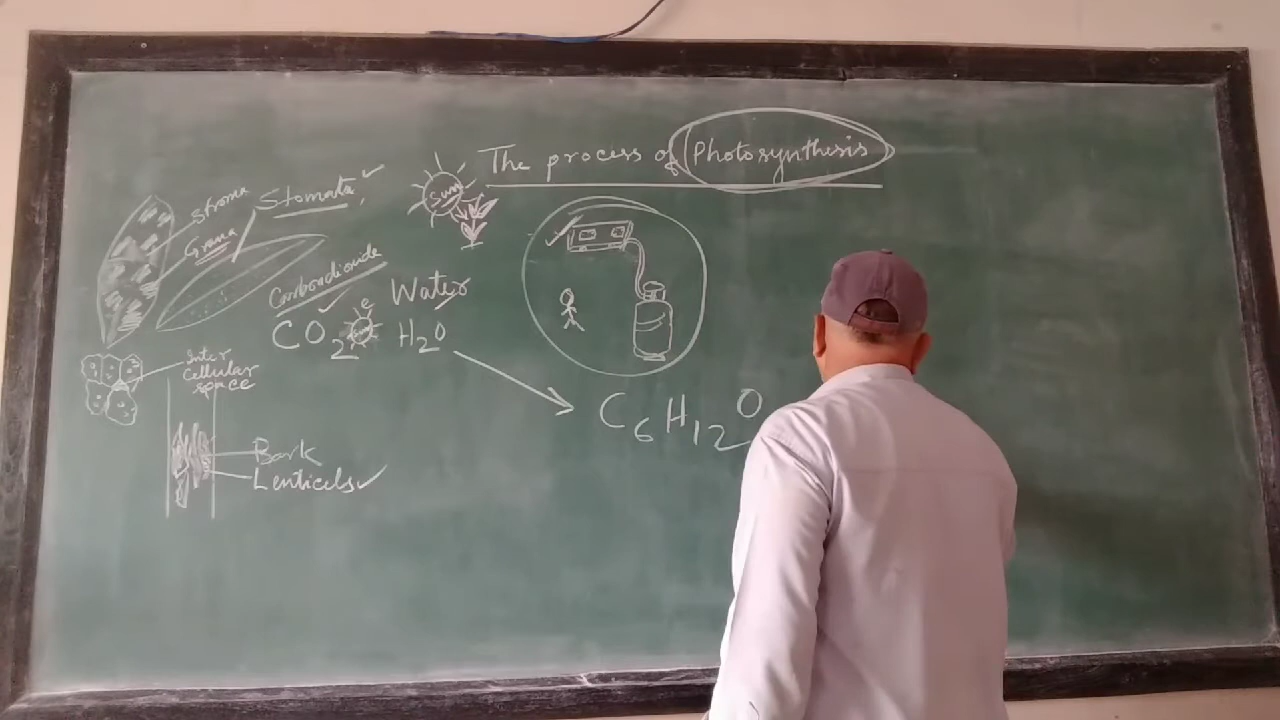 The process of Photosynthesis
Sun
Stroma
Stomata
Grana
Carbondioxide
Water
CO2
H2O
Inter
Cellular
space
C6H12O
Bark
Lenticels